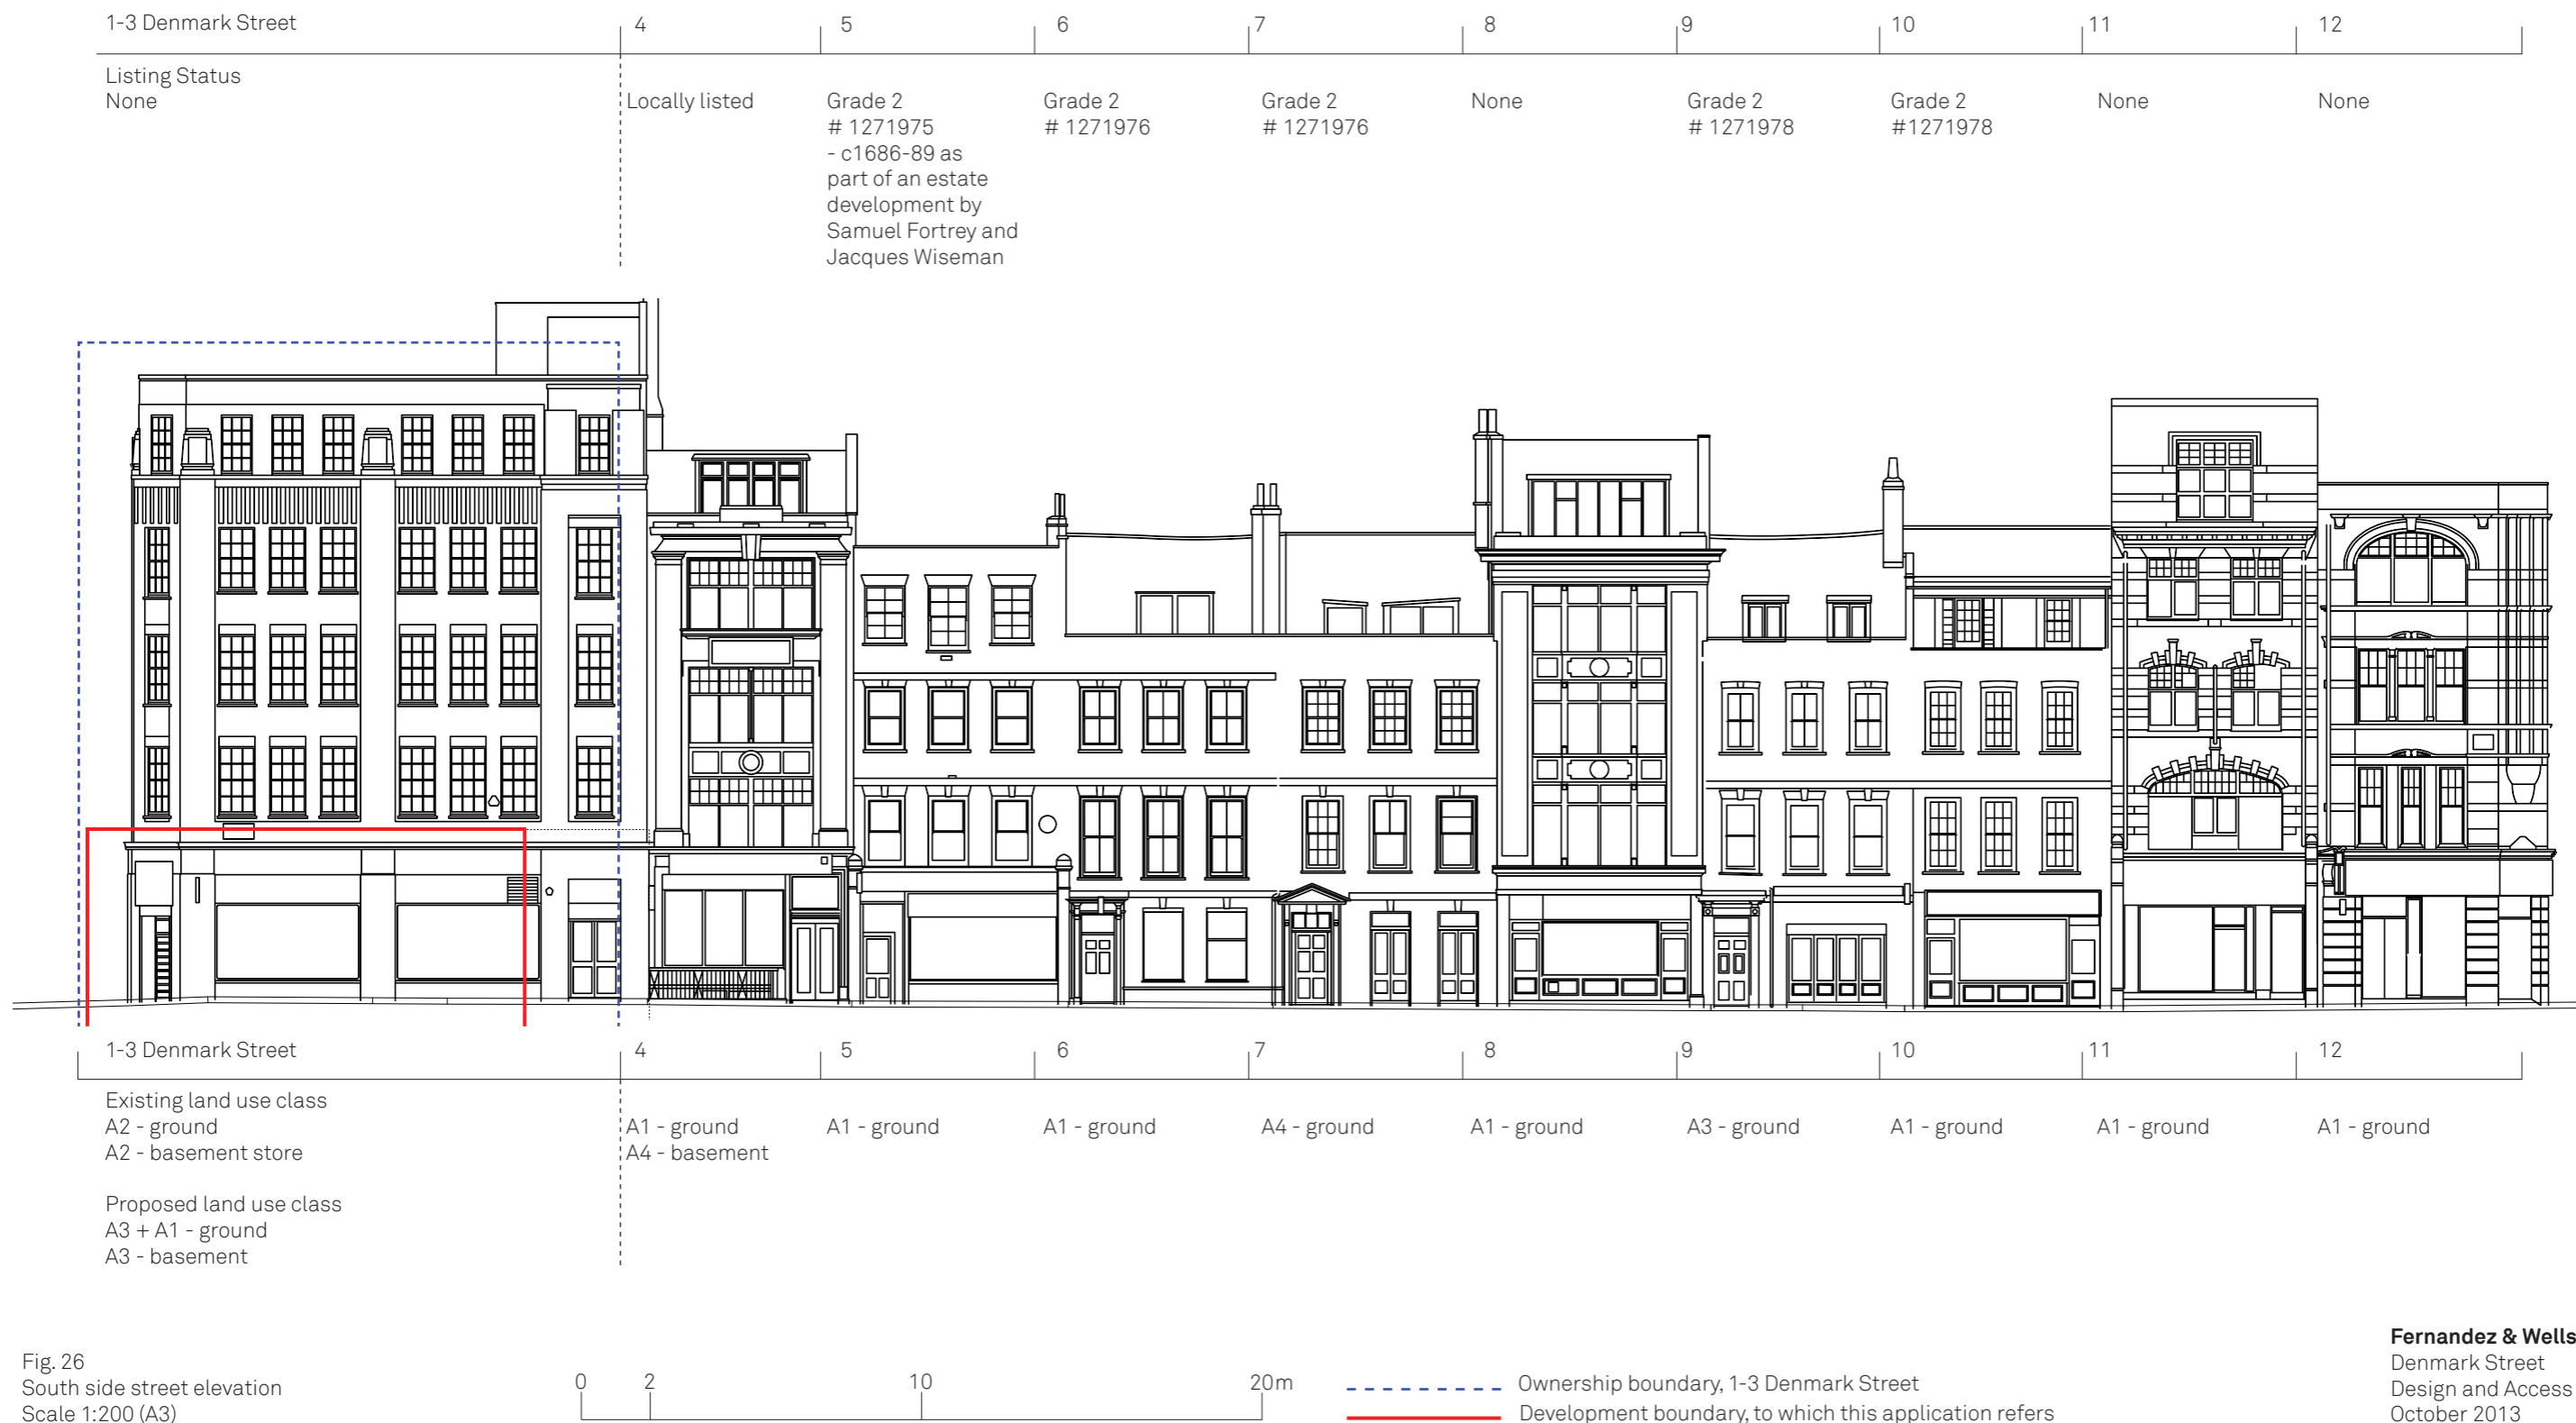 1-3 Denmark Street
4
5
6
7
8
9
10
11
12
Listing Status
None
Locally listed
Grade 2
# 1271975
- c1686-89 as
part of an estate
development by
Samuel Fortrey and
Jacques Wiseman
Grade 2
# 1271976
Grade 2
# 1271976
None
Grade 2
# 1271978
Grade 2
#1271978
None
None
1-3 Denmark Street
4
5
6
7
8
9
10
11
12
Existing land use class
A2 - ground
A2 - basement store
Proposed land use class
A3 + A1 - ground
A3 - basement
A1 - ground
A4 - basement
A1 - ground
A1 - ground
A4 - ground
A1 - ground
A3 - ground
A1 - ground
A1 - ground
A1 - ground
Fig. 26
South side street elevation
Scale 1:200 (A3)
0
2
10
20m
Ownership boundary, 1-3 Denmark Street
Development boundary, to which this application refers
Fernandez & Wells
Denmark Street
Design and Access
October 2013